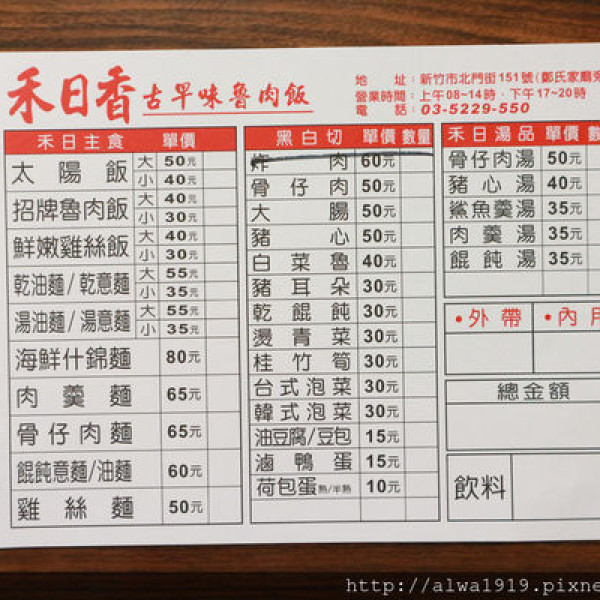 禾日香 古早味魯肉飯
地 址：新竹市北門街151號(鄭氏家廟旁
營業時間：上午08~14時，下午17~20時
電 話：03-5229-550
禾日主食 單價
太陽飯 大 50元
小 40元
招牌魯肉飯 大 40元
小 30元
鮮嫩雞絲飯 大 40元
小 30元
乾油麵/乾意麵 大 55元
小 35元
湯油麵/湯意麵 大 55元
小 35元
海鮮什錦麵 80元
肉羹麵 65元
骨仔肉麵 65元
餛飩意麵/油麵 60元
雞絲麵 50元
黑白切 單價 數量
炸肉 60元
骨仔肉 50元
大腸 50元
豬心 50元
白菜魯 40元
豬耳朵 30元
乾餛飩 30元
燙青菜 30元
桂竹筍 30元
台式泡菜 30元
韓式泡菜 30元
油豆腐/豆包 15元
滷鴨蛋 15元
荷包蛋熟/半熟 10元
禾日湯品 單價 數
骨仔肉湯 50元
豬心湯 40元
鯊魚羹湯 35元
肉羹湯 35元
餛飩湯 35元
•外帶 •內用
總金額
飲料
http://alwa1919.pixne